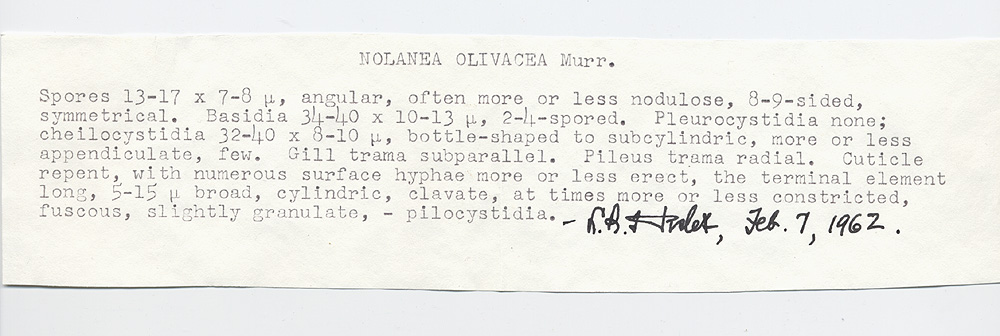 NOLANEA OLIVACEA Murr.
Spores 13-17 x 7-8 µ, angular, often more or less nodulose, 8-9-sided,
symmetrical. Basidia 34-40 x 10-13 µ, 2-4-spored. Pleurocystidia none;
cheilocystidia 32-40 x 8-10 µ, bottle-shaped to subcylindric, more or less
appendiculate, few. Gill trama subparallel. Pileus trama radial. Cuticle
repent, with numerous surface hyphae more or less erect, the terminal element
long, 5-15 µ broad, cylindric, clavate, at times more or less constricted,
fuscous, slightly granulate, - pilocystidia. - Feb. 7, 1962.